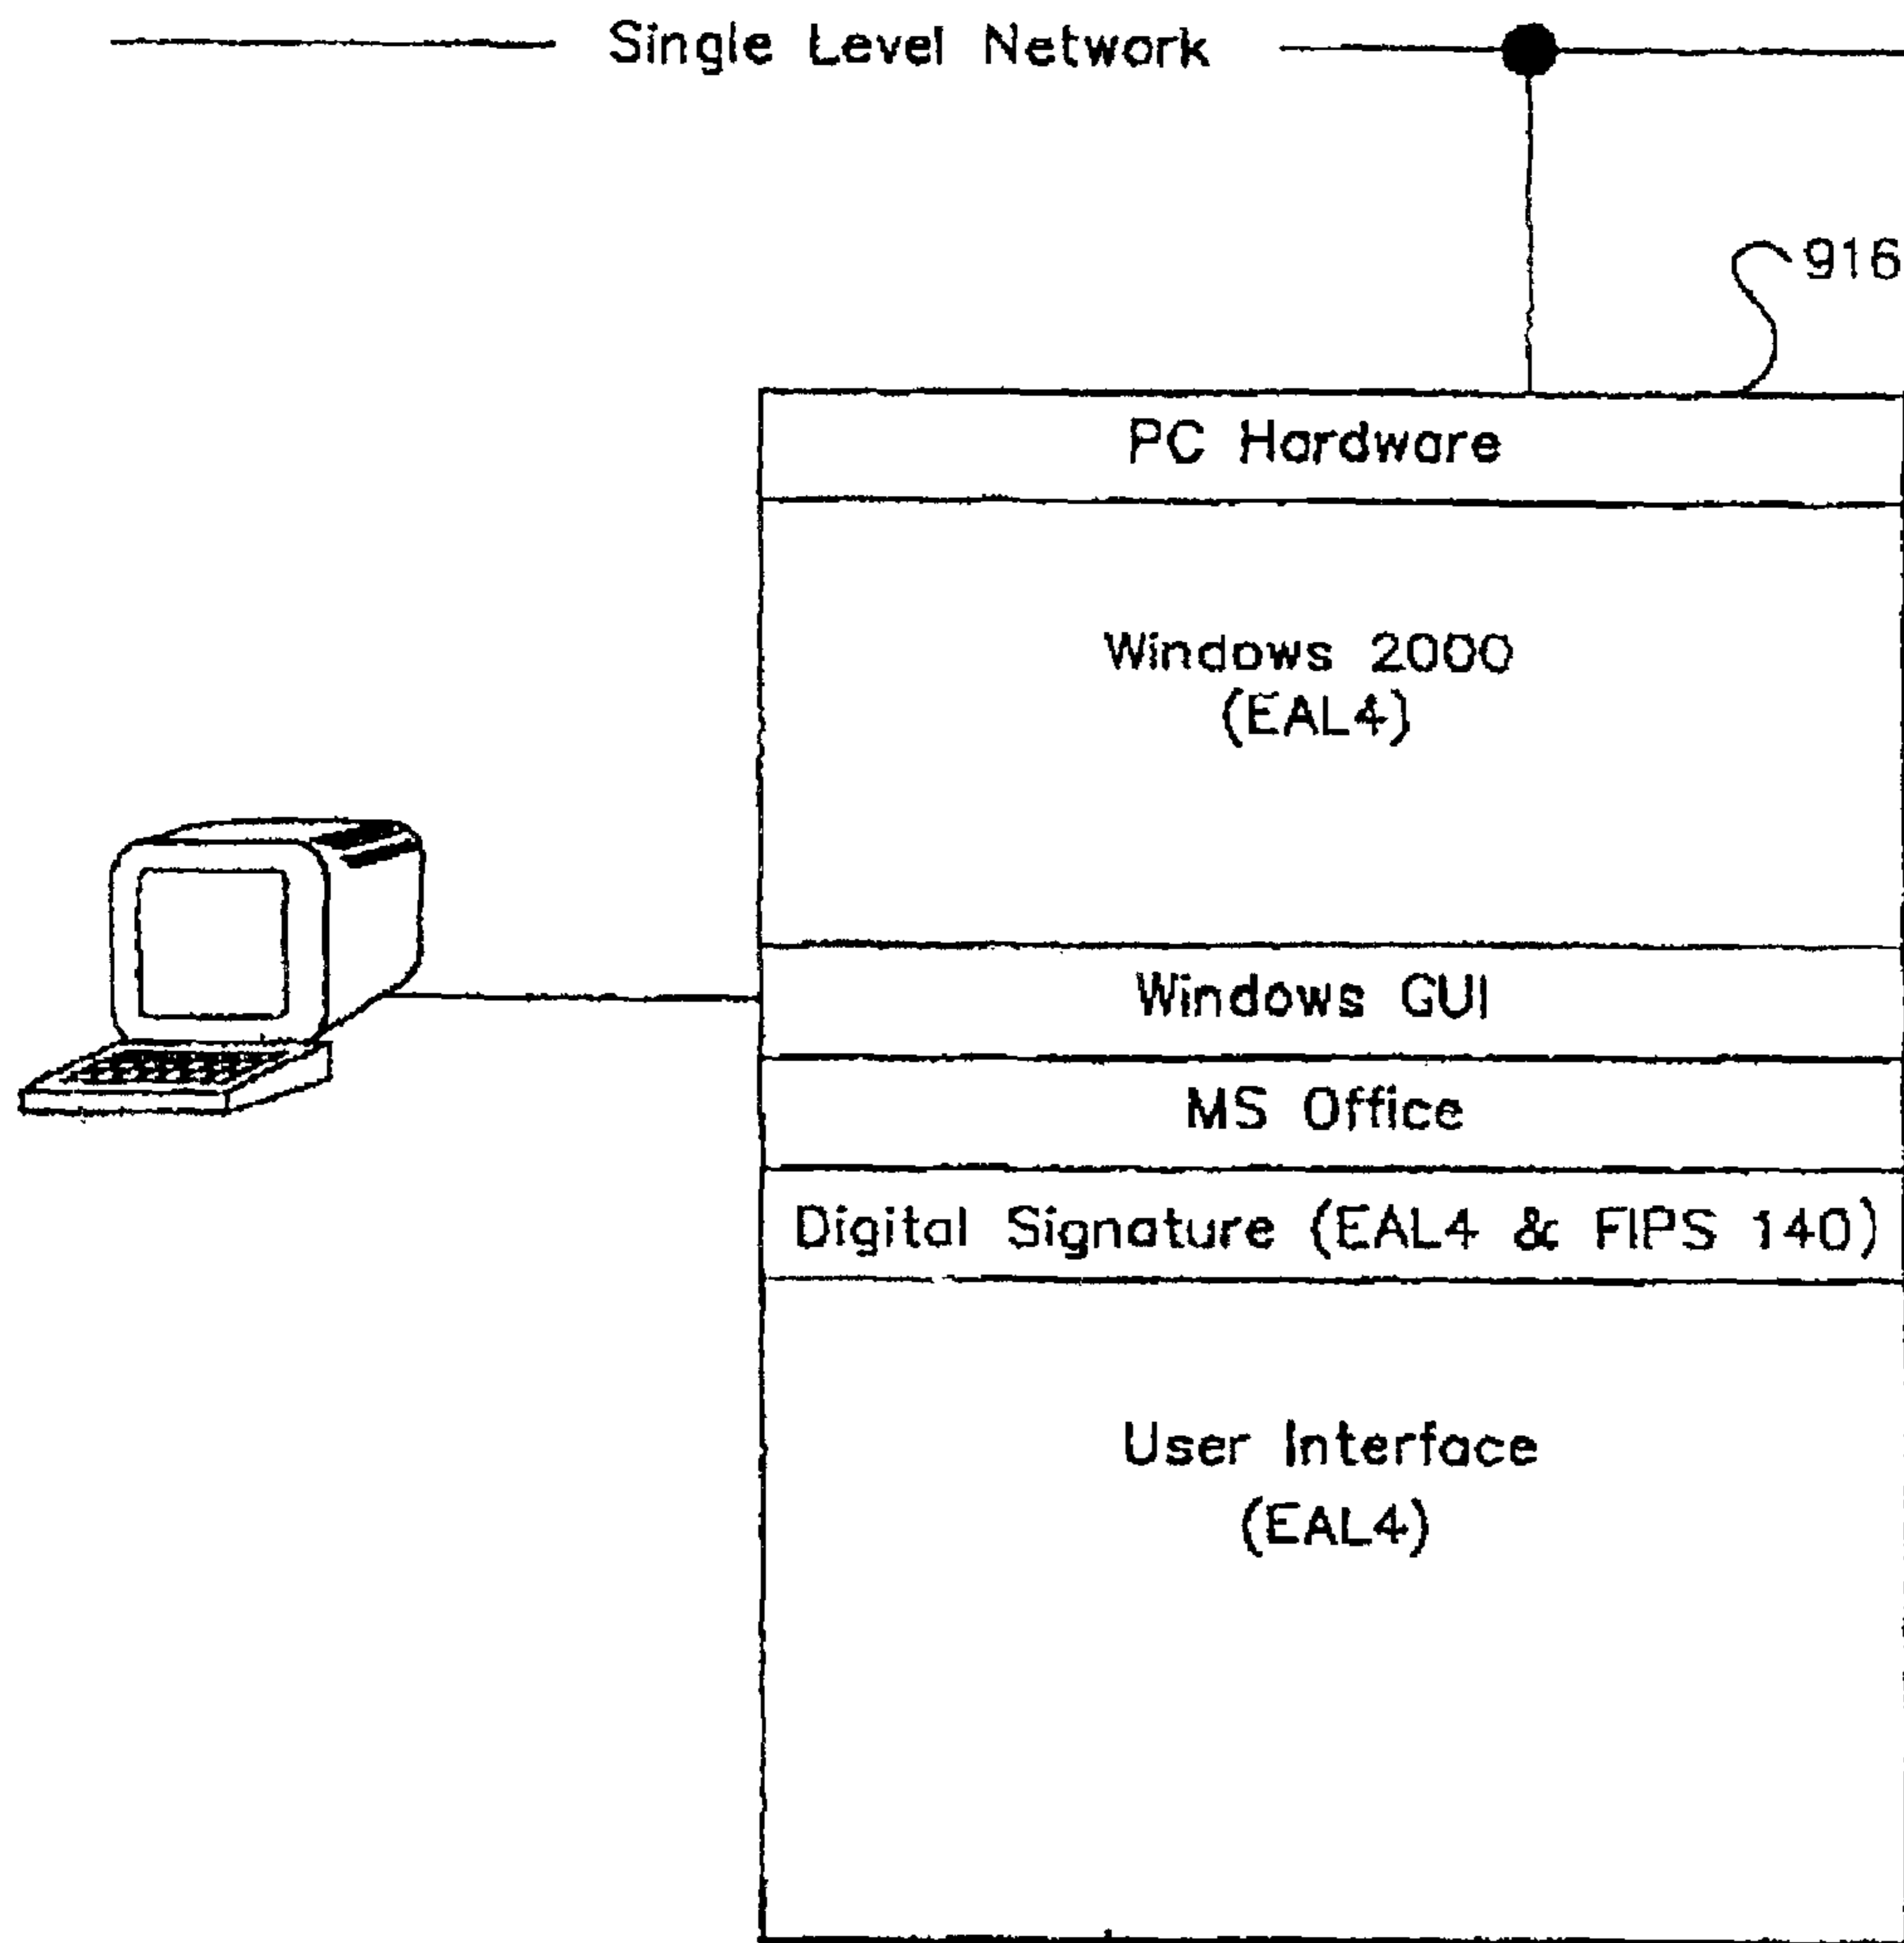 Single Level Network
916
PC Hardware
Windows 2000
(EAL4)
Windows GUI
MS Office
Digital Signature (EAL4 & FIPS 140)
User Interface
(EAL4)